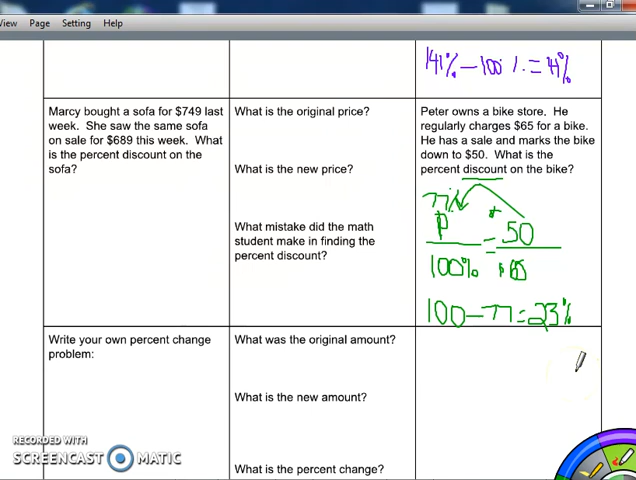 View Page Setting Help
141% - 100% = 41%
Marcy bought a sofa for $749 last
week. She saw the same sofa
on sale for $689 this week. What
is the percent discount on the
sofa?
What is the original price?
What is the new price?
What mistake did the math
student make in finding the
percent discount?
Peter owns a bike store. He
regularly charges $65 for a bike.
He has a sale and marks the bike
down to $50. What is the
percent discount on the bike?
77%
P = 50
100% $65
100 - 77 = 23%
Write your own percent change
problem:
What was the original amount?
What is the new amount?
What is the percent change?
RECORDED WITH
SCREENCAST MATIC